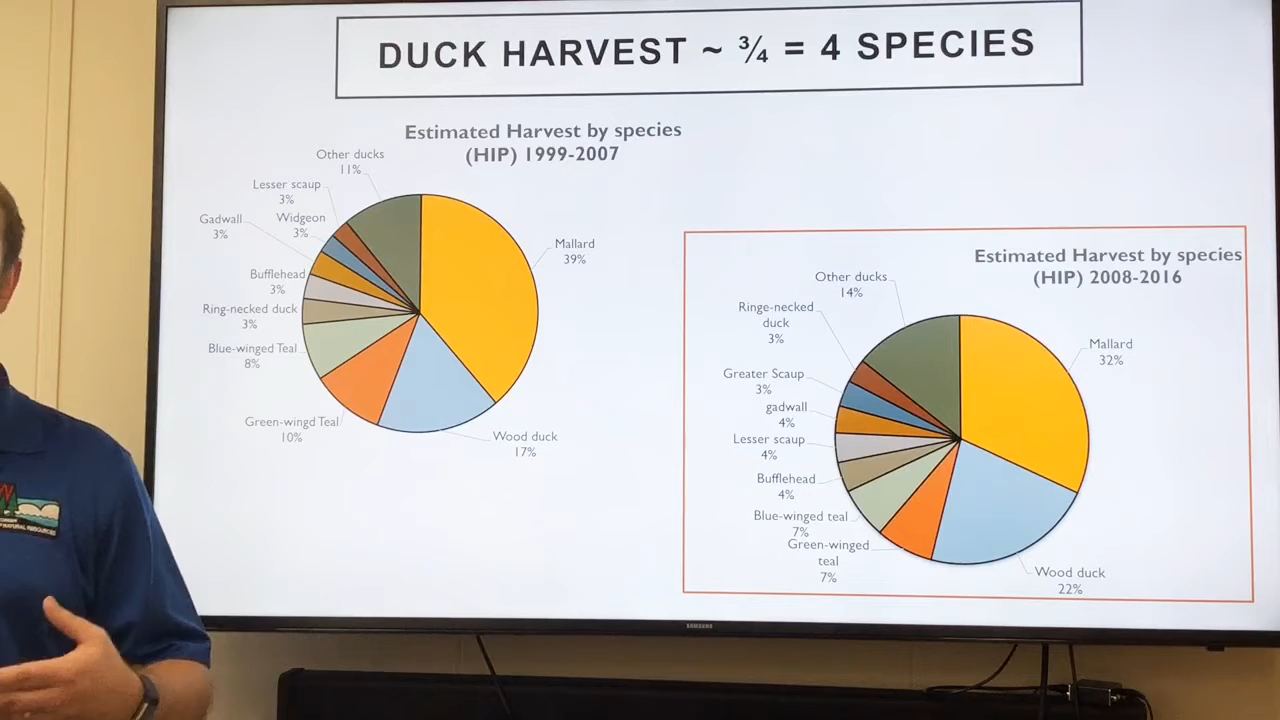 DUCK HARVEST ~ ¾ = 4 SPECIES
Estimated Harvest by species
(HIP) 1999-2007
Other ducks
11%
Lesser scaup
3%
Widgeon
3%
Gadwall
3%
Bufflehead
3%
Ring-necked duck
3%
Blue-winged Teal
8%
Green-wingd Teal
10%
Mallard
39%
Wood duck
17%
Estimated Harvest by species
(HIP) 2008-2016
Other ducks
14%
Ringe-necked
duck
3%
Greater Scaup
3%
gadwall
4%
Lesser scaup
4%
Bufflehead
4%
Blue-winged teal
7%
Green-winged
teal
7%
Mallard
32%
Wood duck
22%
SAMSUNG
W
NATURAL RESOURCES